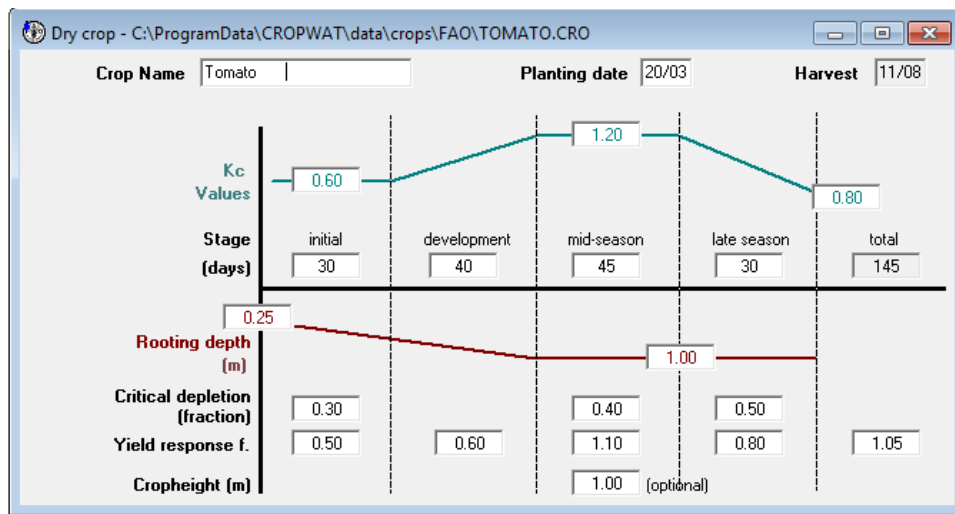 Dry crop - C:\ProgramData\CROPWAT\data\crops\FAO\TOMATO.CRO
Crop Name Tomato Planting date 20/03 Harvest 11/08
1.20
Kc 0.60
Values 0.80
Stage initial development mid-season late season total
(days) 30 40 45 30 145
0.25
Rooting depth 1.00
(m)
Critical depletion
(fraction) 0.30 0.40 0.50
Yield response f. 0.50 0.60 1.10 0.80 1.05
Cropheight (m) 1.00 (optional)